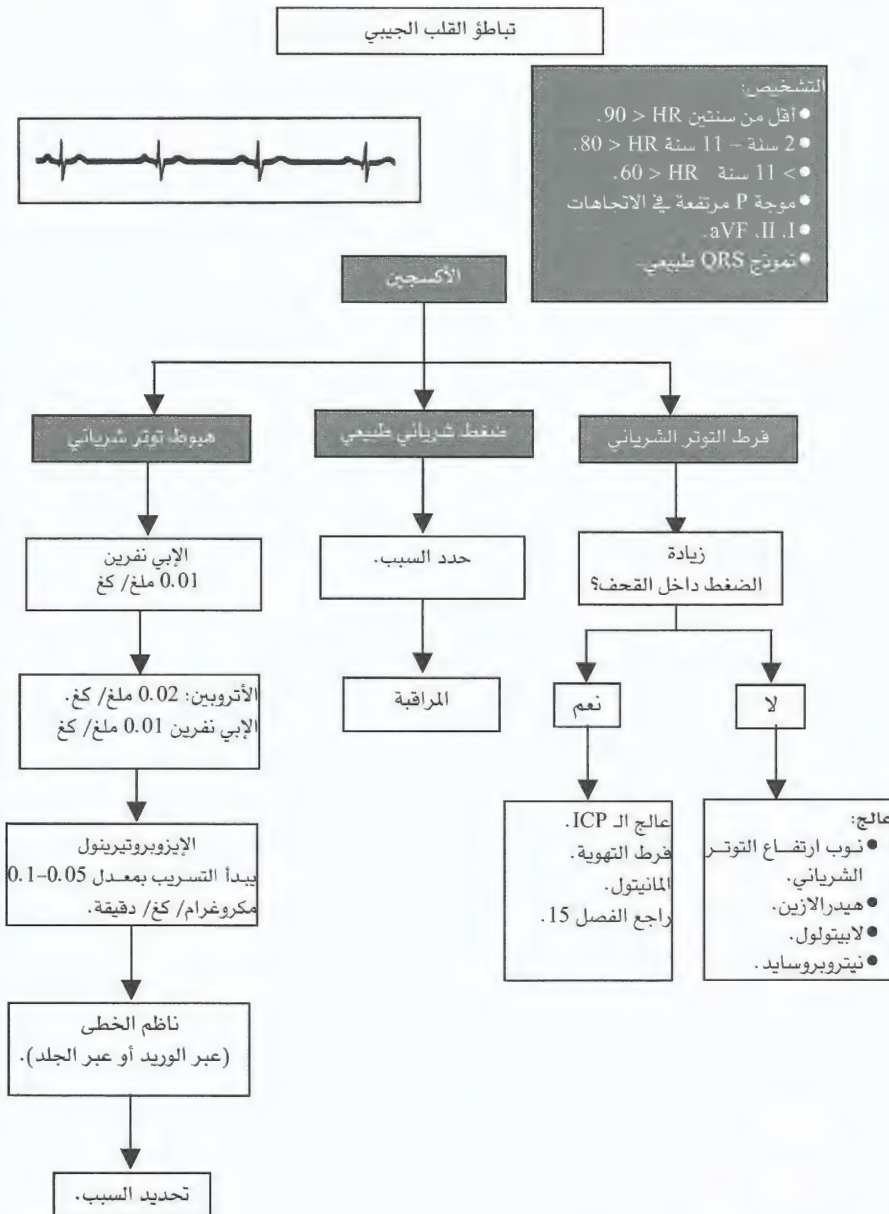 تباطؤ القلب الجيبي
التشخيص:
● أقل من سنتين HR < 90.
● 2 سنة – 11 سنة HR < 80.
● > 11 سنة HR < 60.
● موجة P مرتفعة في الاتجاهات
● I، II، aVF.
● نموذج QRS طبيعي.
الأكسجين
فرط التوتر الشرياني
ضغط شرياني طبيعي
هبوط توتر شرياني
زيادة
الضغط داخل القحف؟
حدد السبب.
الإبي نفرين
0.01 ملغ/ كغ
لا
نعم
المراقبة
الأتروبين: 0.02 ملغ/ كغ.
الإبي نفرين 0.01 ملغ/ كغ
عالج:
● نوب ارتفاع التوتر
الشرياني.
● هيدرالازين.
● لابيتولول.
● نيتروبروسايد.
عالج الـ ICP.
فرط التهوية.
المانيتول.
راجع الفصل 15.
الإيزوبروتيرينول
يبدأ التسريب بمعدل 0.05–0.1
مكروغرام/ كغ/ دقيقة.
ناظم الخطى
(عبر الوريد أو عبر الجلد).
تحديد السبب.